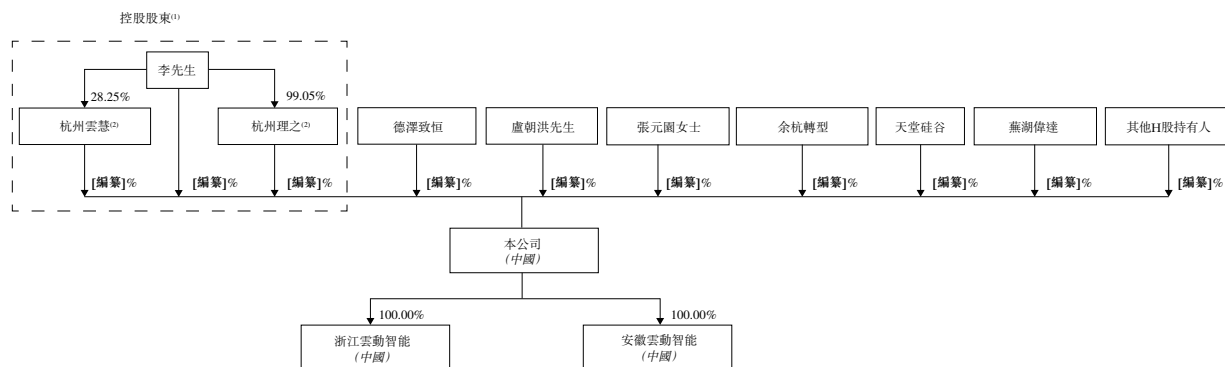 控股股東⁽¹⁾
李先生
28.25%
99.05%
杭州雲慧⁽²⁾
杭州理之⁽²⁾
德澤致恒
盧朝洪先生
張元園女士
余杭轉型
天堂硅谷
蕪湖偉達
其他H股持有人
[編纂]%
[編纂]%
[編纂]%
[編纂]%
[編纂]%
[編纂]%
[編纂]%
[編纂]%
[編纂]%
[編纂]%
本公司
(中國)
100.00%
100.00%
浙江雲動智能
(中國)
安徽雲動智能
(中國)